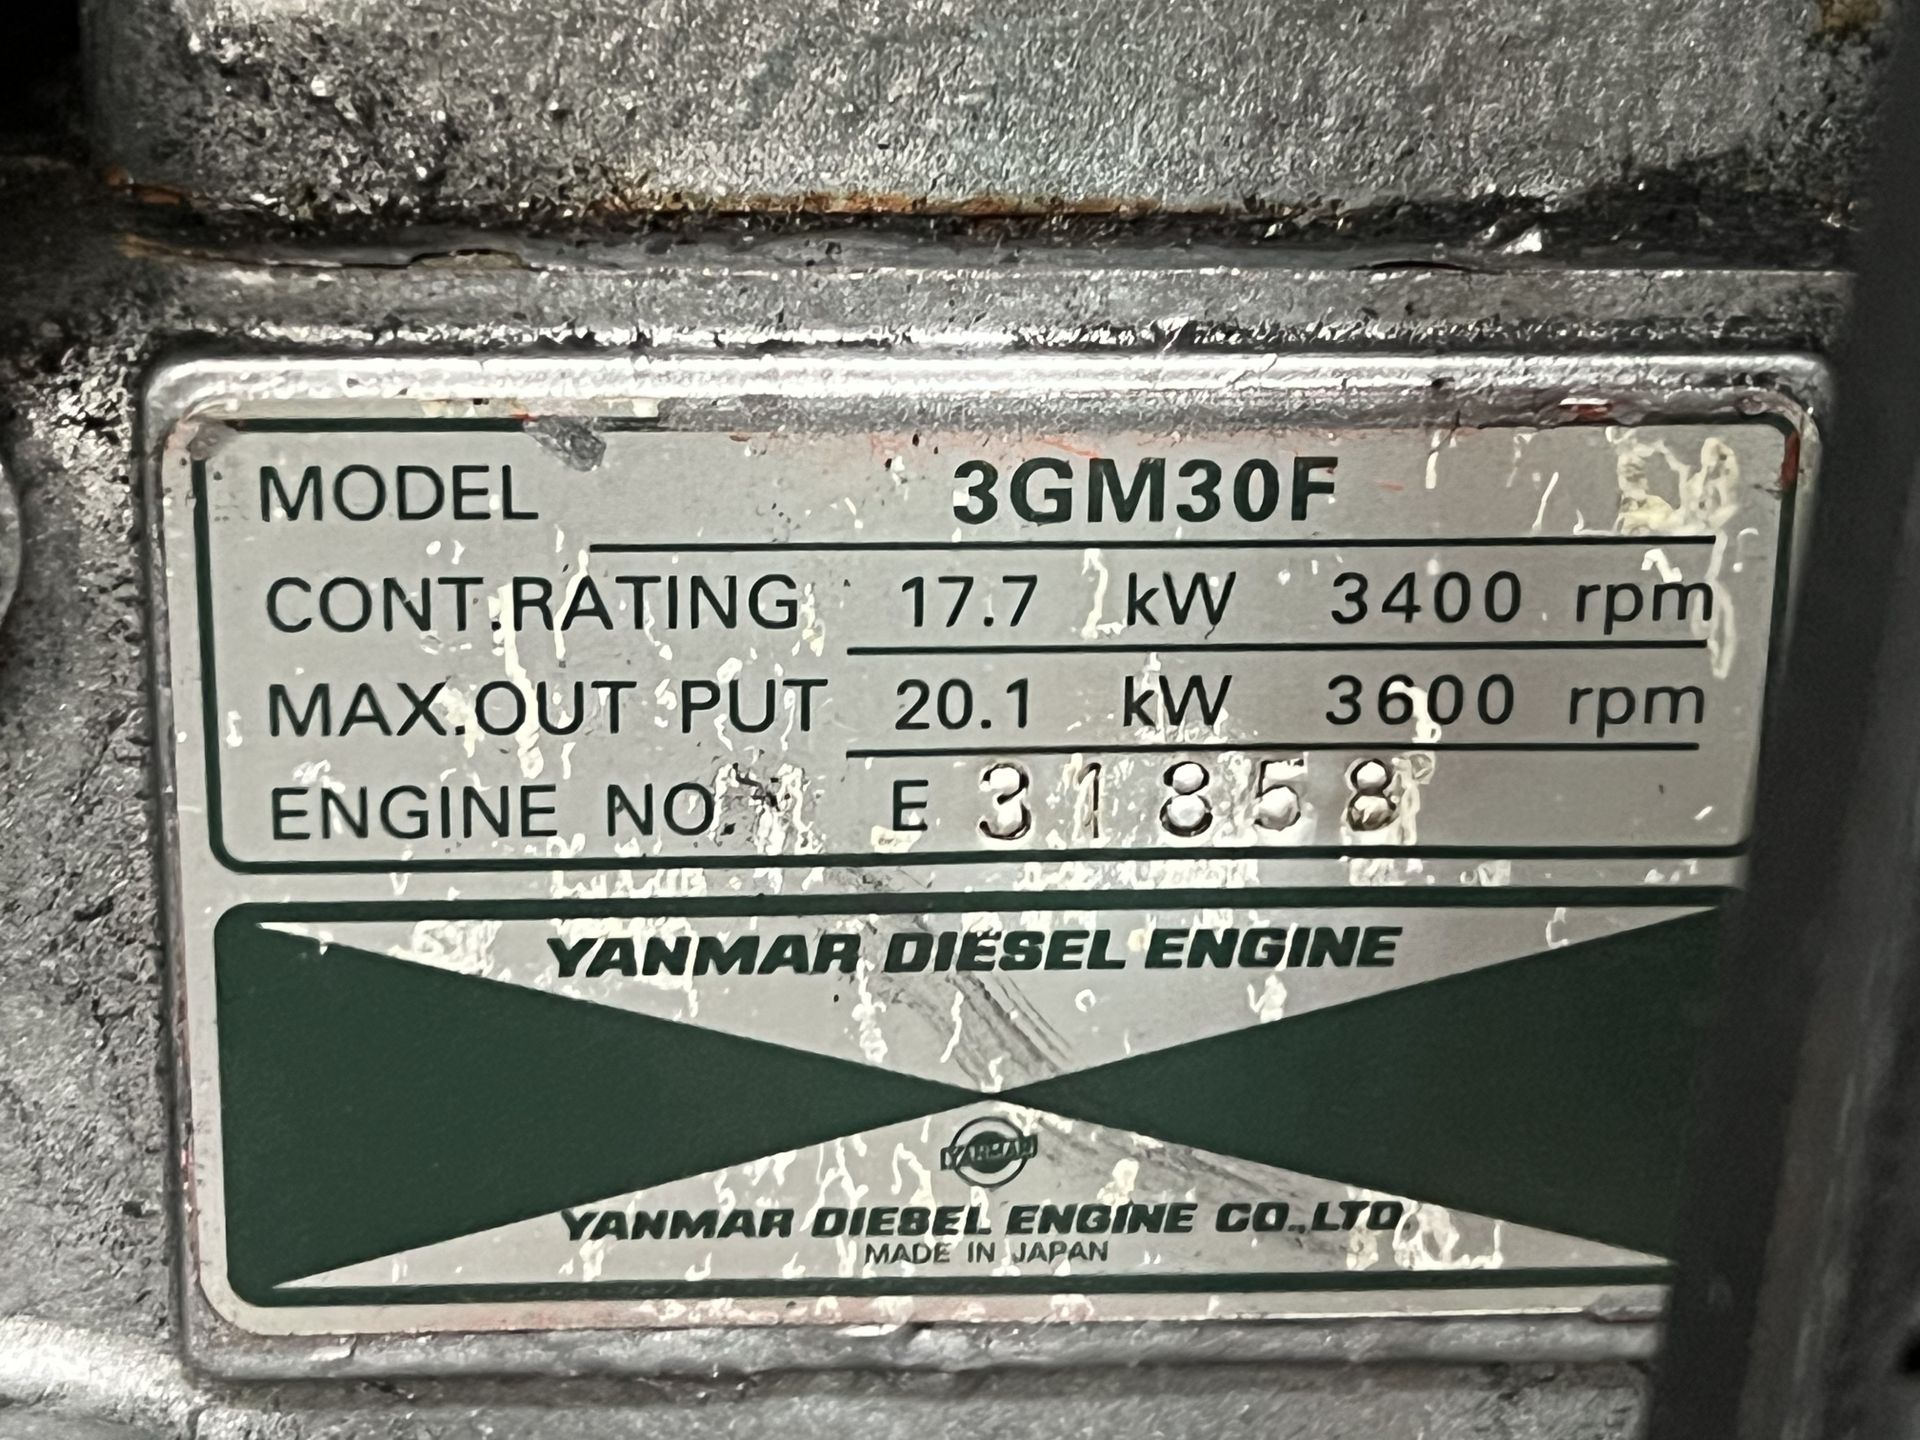 MODEL 3GM30F
CONT.RATING 17.7 kW 3400 rpm
MAX.OUT PUT 20.1 kW 3600 rpm
ENGINE NO. E 31858
YANMAR DIESEL ENGINE
YANMAR
YANMAR DIESEL ENGINE CO.,LTD.
MADE IN JAPAN